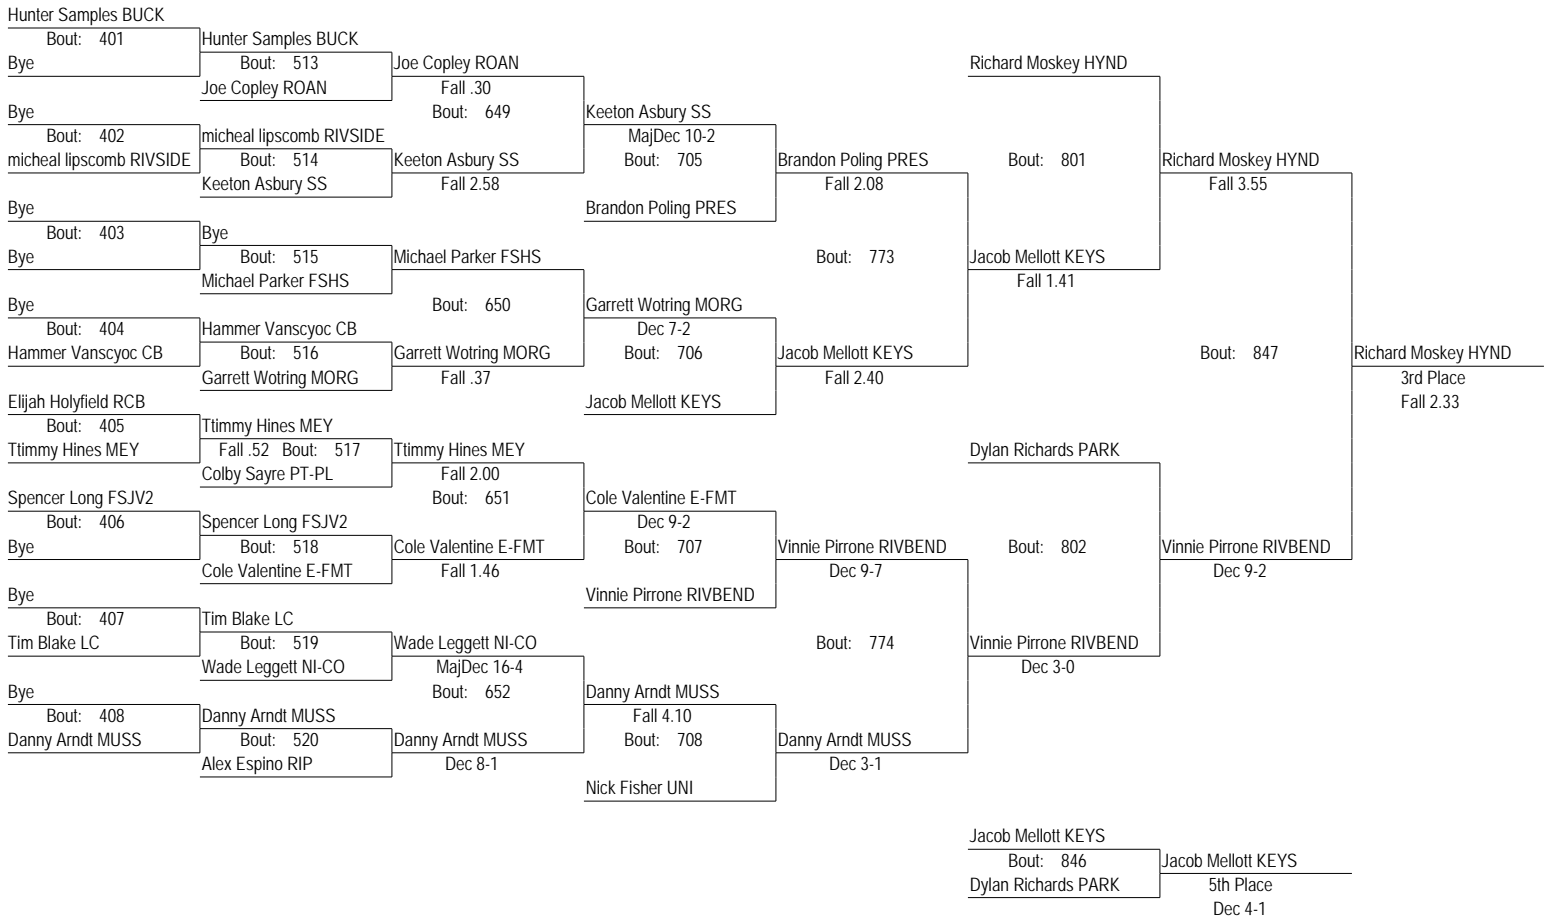 Hunter Samples BUCK
Bout: 401 Hunter Samples BUCK
Bye Bout: 513 Joe Copley ROAN Richard Moskey HYND
Joe Copley ROAN Fall .30
Bye Bout: 649 Keeton Asbury SS
Bout: 402 micheal lipscomb RIVSIDE MajDec 10-2
micheal lipscomb RIVSIDE Bout: 514 Keeton Asbury SS Bout: 705 Brandon Poling PRES Bout: 801 Richard Moskey HYND
Keeton Asbury SS Fall 2.58 Fall 2.08 Fall 3.55
Bye Brandon Poling PRES
Bout: 403 Bye
Bye Bout: 515 Michael Parker FSHS Bout: 773 Jacob Mellott KEYS
Michael Parker FSHS Fall 1.41
Bye Bout: 650 Garrett Wotring MORG
Bout: 404 Hammer Vanscyoc CB Dec 7-2
Hammer Vanscyoc CB Bout: 516 Garrett Wotring MORG Bout: 706 Jacob Mellott KEYS Bout: 847 Richard Moskey HYND
Garrett Wotring MORG Fall .37 Fall 2.40 3rd Place
Elijah Holyfield RCB Jacob Mellott KEYS Fall 2.33
Bout: 405 Ttimmy Hines MEY
Ttimmy Hines MEY Fall .52 Bout: 517 Ttimmy Hines MEY Dylan Richards PARK
Colby Sayre PT-PL Fall 2.00
Spencer Long FSJV2 Bout: 651 Cole Valentine E-FMT
Bout: 406 Spencer Long FSJV2 Dec 9-2
Bye Bout: 518 Cole Valentine E-FMT Bout: 707 Vinnie Pirrone RIVBEND Bout: 802 Vinnie Pirrone RIVBEND
Cole Valentine E-FMT Fall 1.46 Dec 9-7 Dec 9-2
Bye Vinnie Pirrone RIVBEND
Bout: 407 Tim Blake LC
Tim Blake LC Bout: 519 Wade Leggett NI-CO Bout: 774 Vinnie Pirrone RIVBEND
Wade Leggett NI-CO MajDec 16-4 Dec 3-0
Bye Bout: 652 Danny Arndt MUSS
Bout: 408 Danny Arndt MUSS Fall 4.10
Danny Arndt MUSS Bout: 520 Danny Arndt MUSS Bout: 708 Danny Arndt MUSS
Alex Espino RIP Dec 8-1 Dec 3-1
Nick Fisher UNI
Jacob Mellott KEYS
Bout: 846 Jacob Mellott KEYS
Dylan Richards PARK 5th Place
Dec 4-1